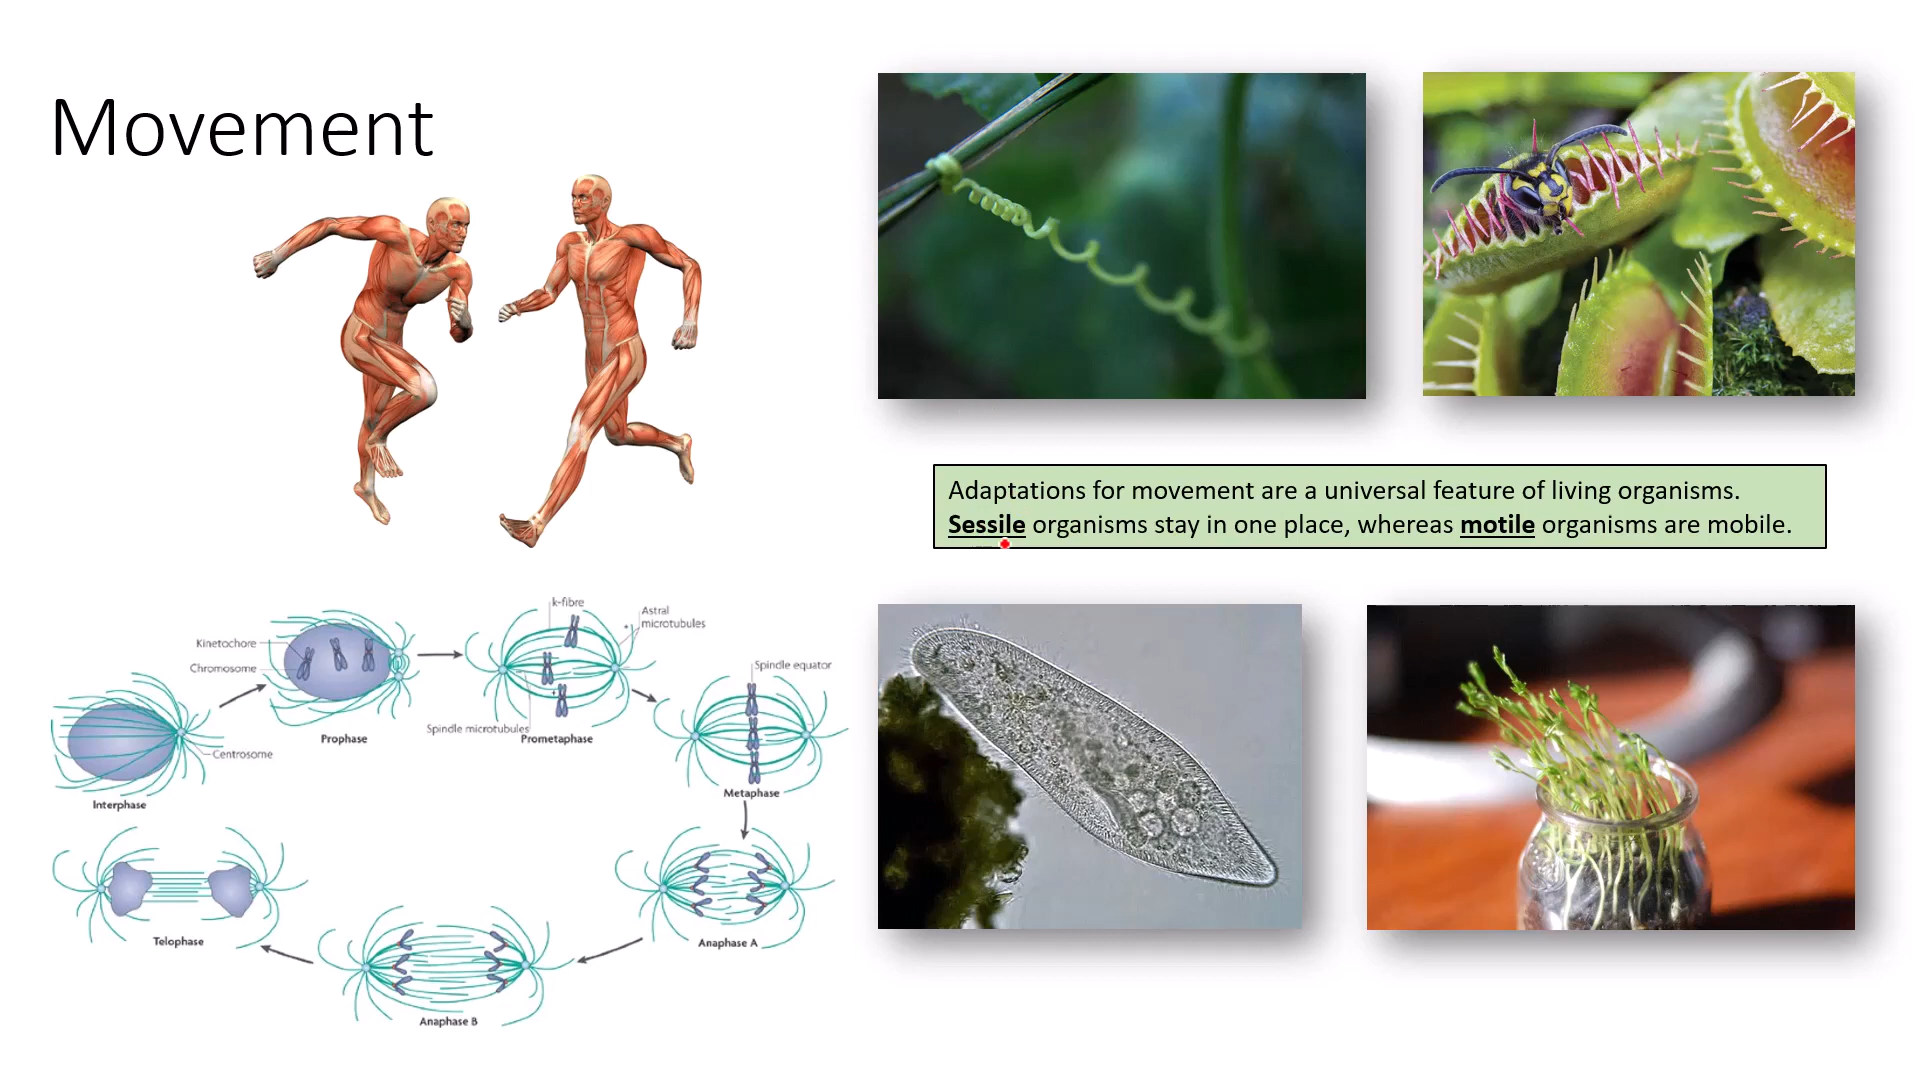 Movement
Adaptations for movement are a universal feature of living organisms.
Sessile organisms stay in one place, whereas motile organisms are mobile.
k-fibre
Astral
microtubules
Kinetochore
Chromosome
Spindle equator
Spindle microtubules
Prophase
Prometaphase
Centrosome
Interphase
Metaphase
Telophase
Anaphase A
Anaphase B